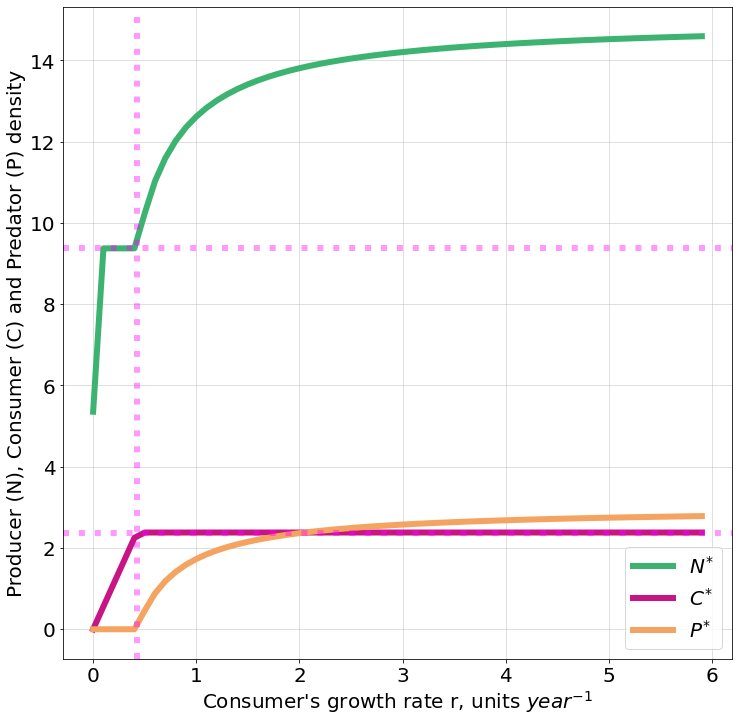 Producer (N), Consumer (C) and Predator (P) density
14
12
10
8
6
4
2
0
0 1 2 3 4 5 6
Consumer's growth rate r, units year⁻¹
N*
C*
P*